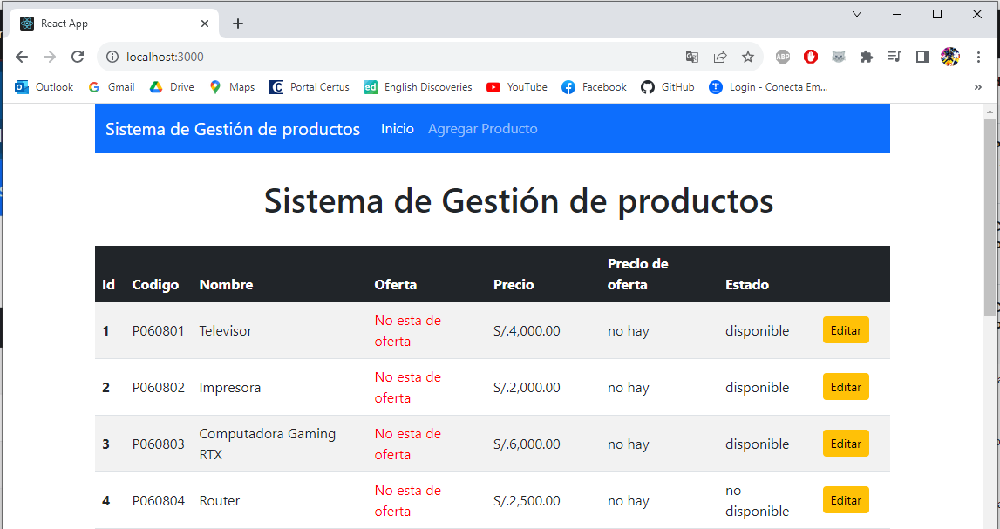 React App
localhost:3000
ABP
Outlook
Gmail
Drive
Maps
Portal Certus
ed
English Discoveries
YouTube
Facebook
GitHub
Login - Conecta Em...
Sistema de Gestión de productos Inicio Agregar Producto
Sistema de Gestión de productos
Id Codigo Nombre Oferta Precio Precio de
oferta Estado
1 P060801 Televisor No esta de
oferta S/.4,000.00 no hay disponible Editar
2 P060802 Impresora No esta de
oferta S/.2,000.00 no hay disponible Editar
3 P060803 Computadora Gaming
RTX No esta de
oferta S/.6,000.00 no hay disponible Editar
4 P060804 Router No esta de
oferta S/.2,500.00 no hay no
disponible Editar